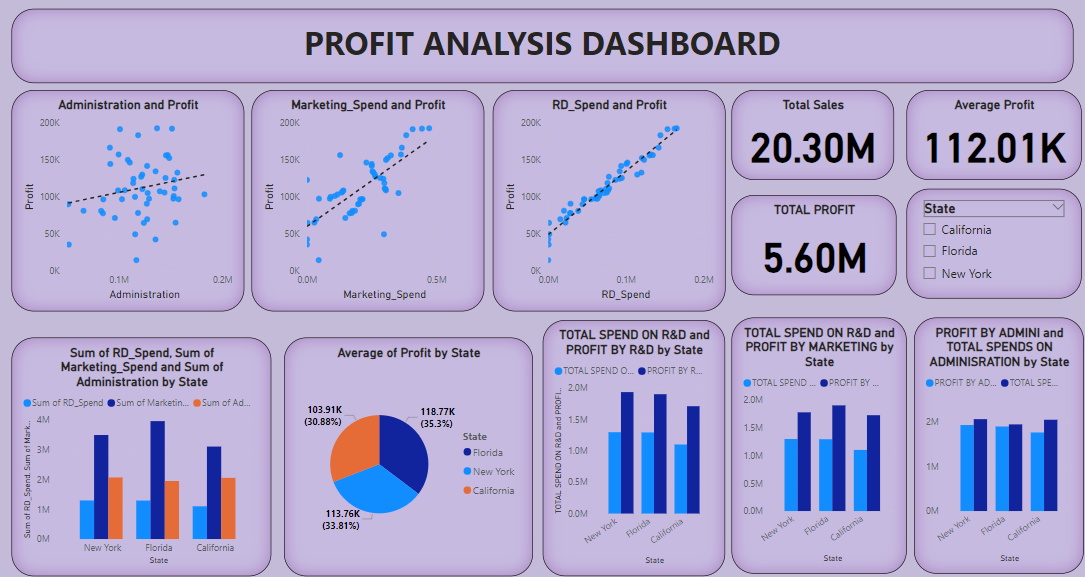 PROFIT ANALYSIS DASHBOARD
Administration and Profit
200K
150K
100K
50K
0K
Profit
0.1M
0.2M
Administration
Marketing_Spend and Profit
200K
150K
100K
50K
0K
Profit
0.0M
0.5M
Marketing_Spend
RD_Spend and Profit
200K
150K
100K
50K
0K
Profit
0.0M
0.1M
0.2M
RD_Spend
Total Sales
20.30M
Average Profit
112.01K
TOTAL PROFIT
5.60M
State
California
Florida
New York
Sum of RD_Spend, Sum of
Marketing_Spend and Sum of
Administration by State
Sum of RD_Spend Sum of Marketin... Sum of Ad...
Sum of RD_Spend, Sum of Mark...
4M
3M
2M
1M
0M
New York
Florida
California
State
Average of Profit by State
103.91K
(30.88%)
118.77K
(35.3%)
113.76K
(33.81%)
State
Florida
New York
California
TOTAL SPEND ON R&D and
PROFIT BY R&D by State
TOTAL SPEND O... PROFIT BY R...
TOTAL SPEND ON R&D and PROFI...
2.0M
1.5M
1.0M
0.5M
0.0M
New York
Florida
California
State
TOTAL SPEND ON R&D and
PROFIT BY MARKETING by
State
TOTAL SPEND ... PROFIT BY ...
2.0M
1.5M
1.0M
0.5M
0.0M
New York
Florida
California
State
PROFIT BY ADMINI and
TOTAL SPENDS ON
ADMINISRATION by State
PROFIT BY AD... TOTAL SPE...
2M
1M
0M
New York
Florida
California
State